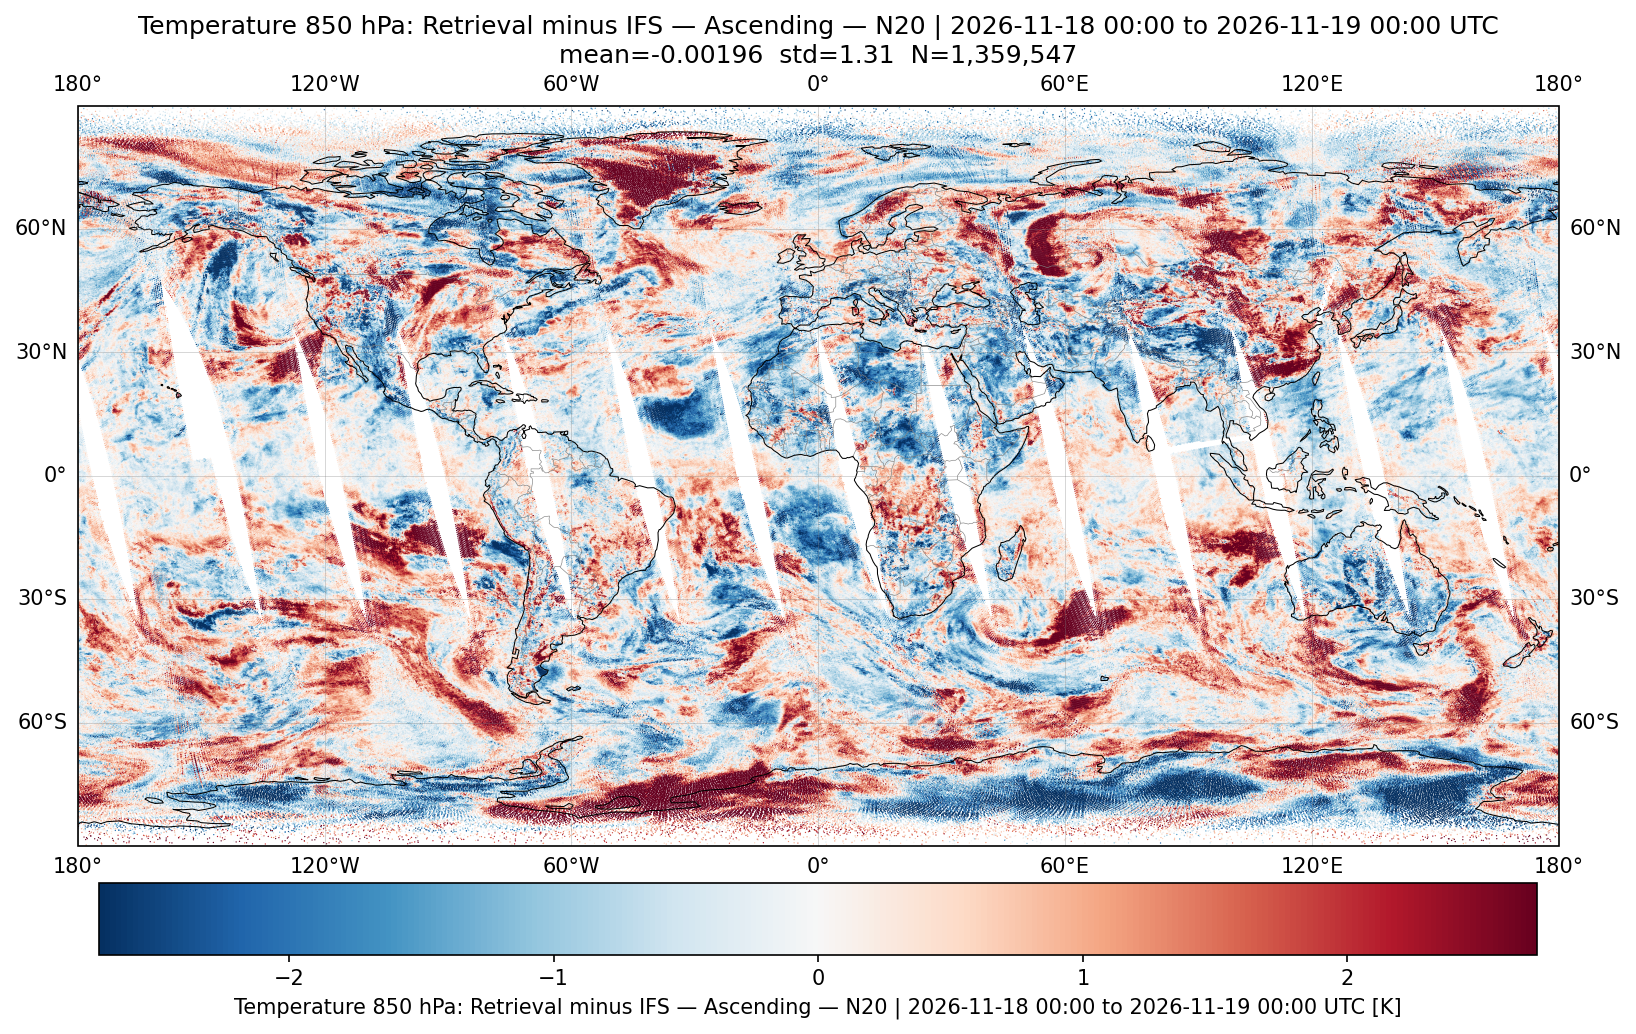 Temperature 850 hPa: Retrieval minus IFS — Ascending — N20 | 2026-11-18 00:00 to 2026-11-19 00:00 UTC
mean=-0.00196 std=1.31 N=1,359,547
180° 120°W 60°W 0° 60°E 120°E 180°
60°N 60°N
30°N 30°N
0° 0°
30°S 30°S
60°S 60°S
180° 120°W 60°W 0° 60°E 120°E 180°
−2 −1 0 1 2
Temperature 850 hPa: Retrieval minus IFS — Ascending — N20 | 2026-11-18 00:00 to 2026-11-19 00:00 UTC [K]